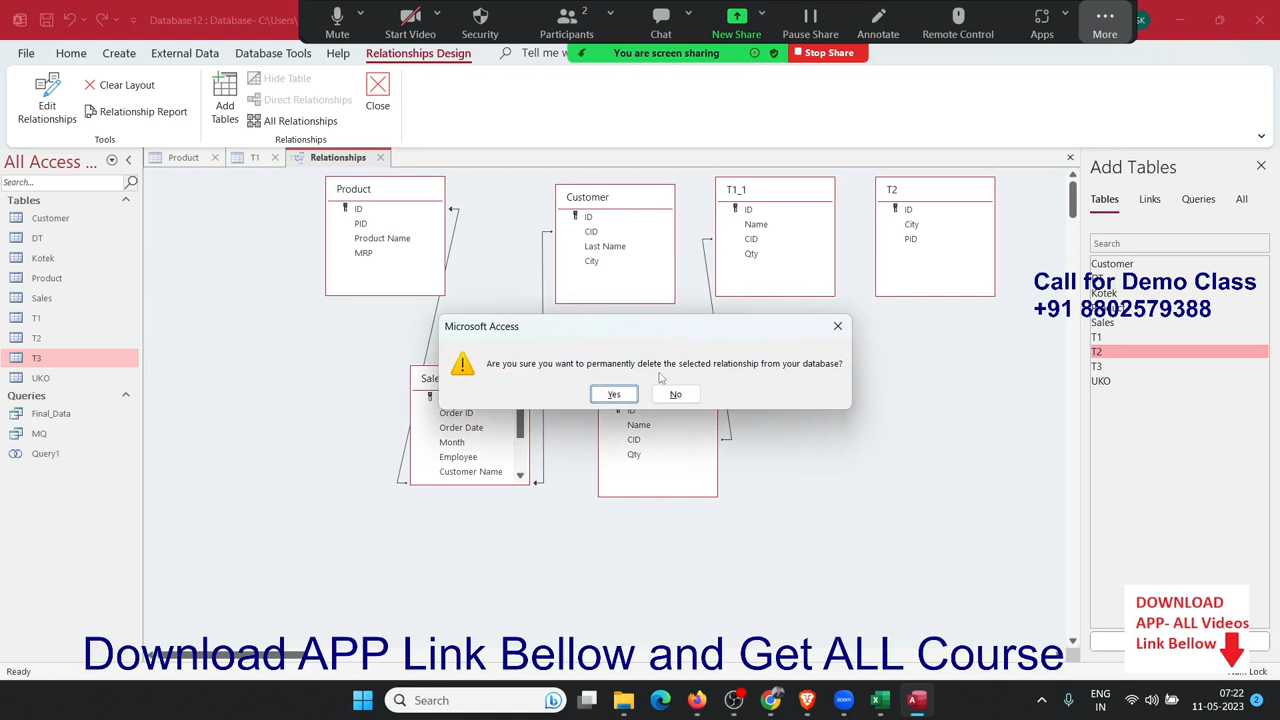 Database12 : Database- C:\Users\
Mute
Start Video
Security
Participants
2
Chat
New Share
Pause Share
Annotate
Remote Control
Apps
More
SK
File
Home
Create
External Data
Database Tools
Help
Relationships Design
Tell me
You are screen sharing
Stop Share
Edit
Relationships
Clear Layout
Relationship Report
Tools
Add
Tables
Hide Table
Direct Relationships
All Relationships
Close
Relationships
All Access ...
Search...
Tables
Customer
DT
Kotek
Product
Sales
T1
T2
T3
UKO
Queries
Final_Data
MQ
Query1
Product
T1
Relationships
Product
ID
PID
Product Name
MRP
Customer
ID
CID
Last Name
City
T1_1
ID
Name
CID
Qty
T2
ID
City
PID
Microsoft Access
Are you sure you want to permanently delete the selected relationship from your database?
Yes
No
Order ID
Order Date
Month
Employee
Customer Name
ID
Name
CID
Qty
Add Tables
Tables
Links
Queries
All
Search
Customer
Call for Demo Class
Kotek
+91 8802579388
Sales
T1
T2
T3
UKO
DOWNLOAD
APP- ALL Videos
Link Bellow
Download APP Link Bellow and Get ALL Course
Ready
Num Lock
Search
zoom
ENG
IN
07:22
11-05-2023
2